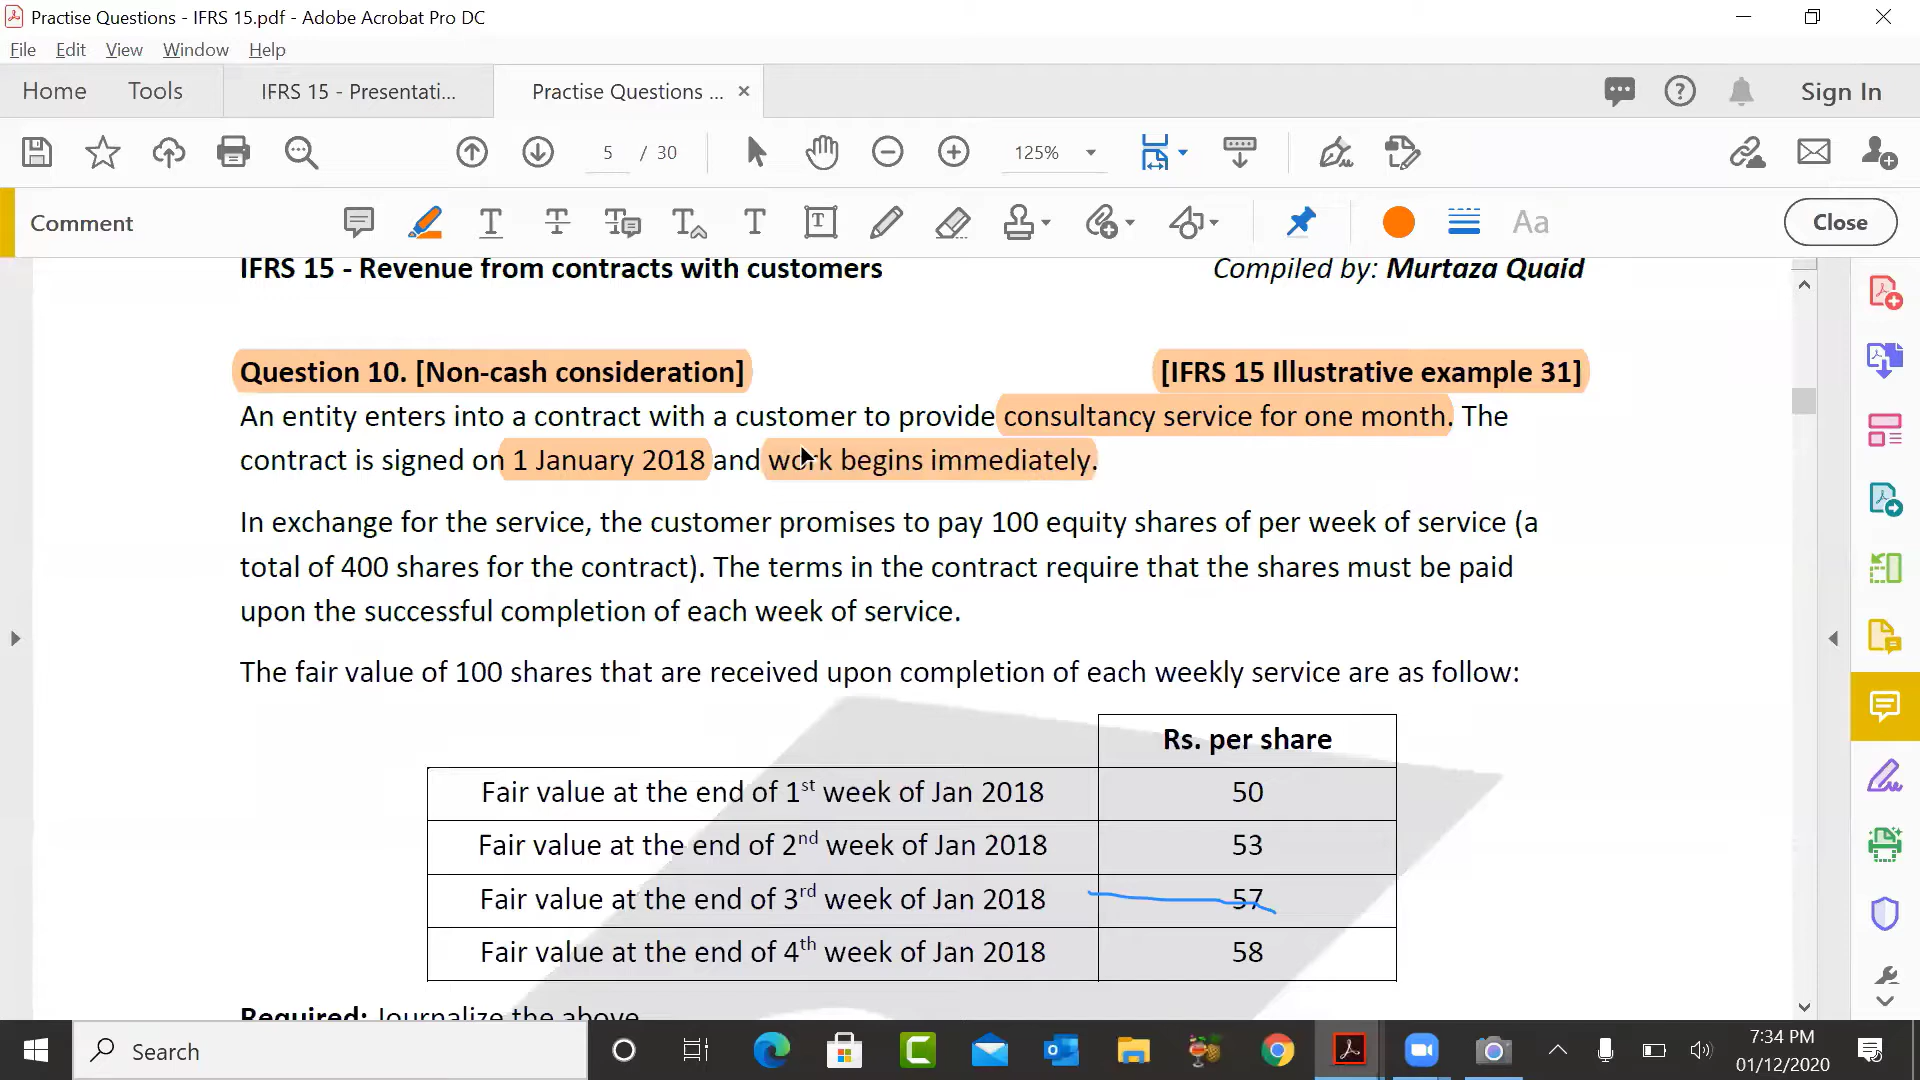 Practise Questions - IFRS 15.pdf - Adobe Acrobat Pro DC
File Edit View Window Help
Home Tools IFRS 15 - Presentati... Practise Questions ... × Sign In
5 / 30 125%
Comment Aa Close
IFRS 15 - Revenue from contracts with customers Compiled by: Murtaza Quaid
Question 10. [Non-cash consideration] [IFRS 15 Illustrative example 31]
An entity enters into a contract with a customer to provide consultancy service for one month. The
contract is signed on 1 January 2018 and work begins immediately.
In exchange for the service, the customer promises to pay 100 equity shares of per week of service (a
total of 400 shares for the contract). The terms in the contract require that the shares must be paid
upon the successful completion of each week of service.
The fair value of 100 shares that are received upon completion of each weekly service are as follow:
Rs. per share
Fair value at the end of 1st week of Jan 2018 50
Fair value at the end of 2nd week of Jan 2018 53
Fair value at the end of 3rd week of Jan 2018 57
Fair value at the end of 4th week of Jan 2018 58
Required: Journalize the above
Search
7:34 PM
01/12/2020